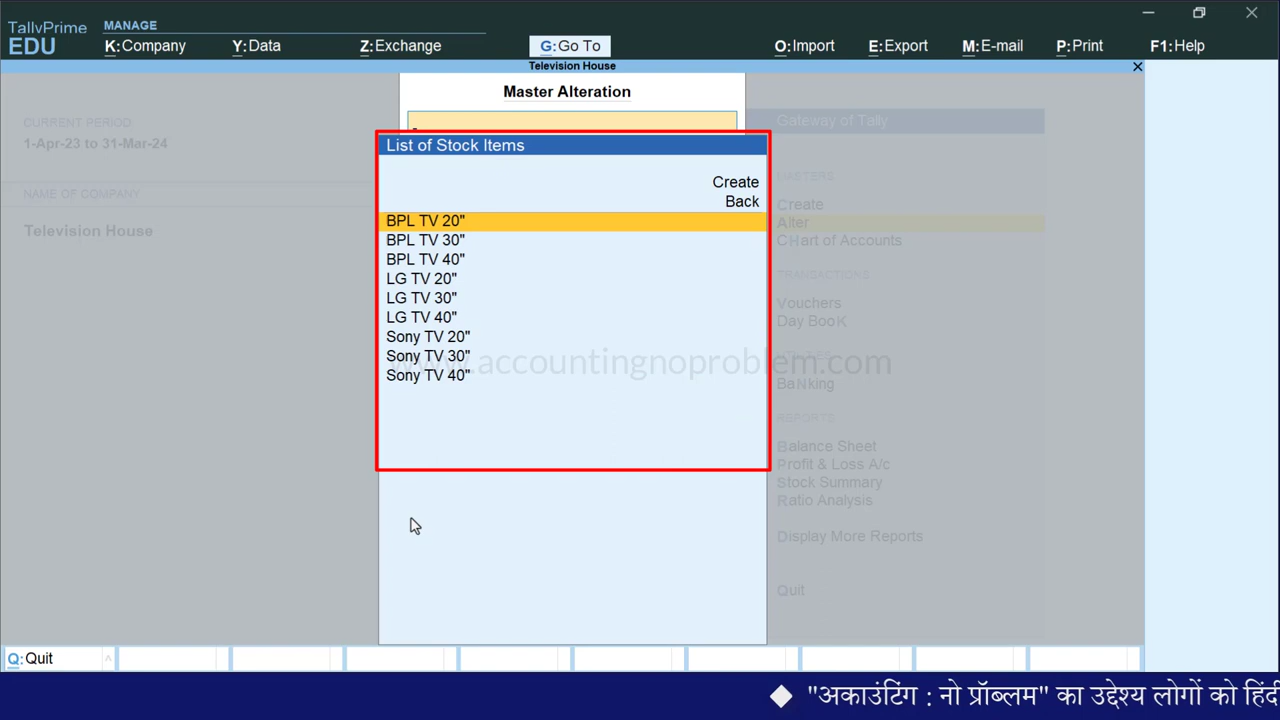 TallyPrime
EDU
MANAGE
K:Company
Y:Data
Z:Exchange
G:Go To
O:Import
E:Export
M:E-mail
P:Print
F1:Help
Television House
CURRENT PERIOD
1-Apr-23 to 31-Mar-24
NAME OF COMPANY
Television House
Master Alteration
List of Stock Items
Create
Back
BPL TV 20"
BPL TV 30"
BPL TV 40"
LG TV 20"
LG TV 30"
LG TV 40"
Sony TV 20"
Sony TV 30"
Sony TV 40"
www.accountingnoproblem.com
Gateway of Tally
MASTERS
Create
Alter
CHart of Accounts
TRANSACTIONS
Vouchers
Day BooK
BaNking
REPORTS
Balance Sheet
Profit & Loss A/c
Stock Summary
Ratio Analysis
Display More Reports
Quit
Q:Quit
"अकाउंटिंग : नो प्रॉब्लम" का उद्देश्य लोगों को हिंदी